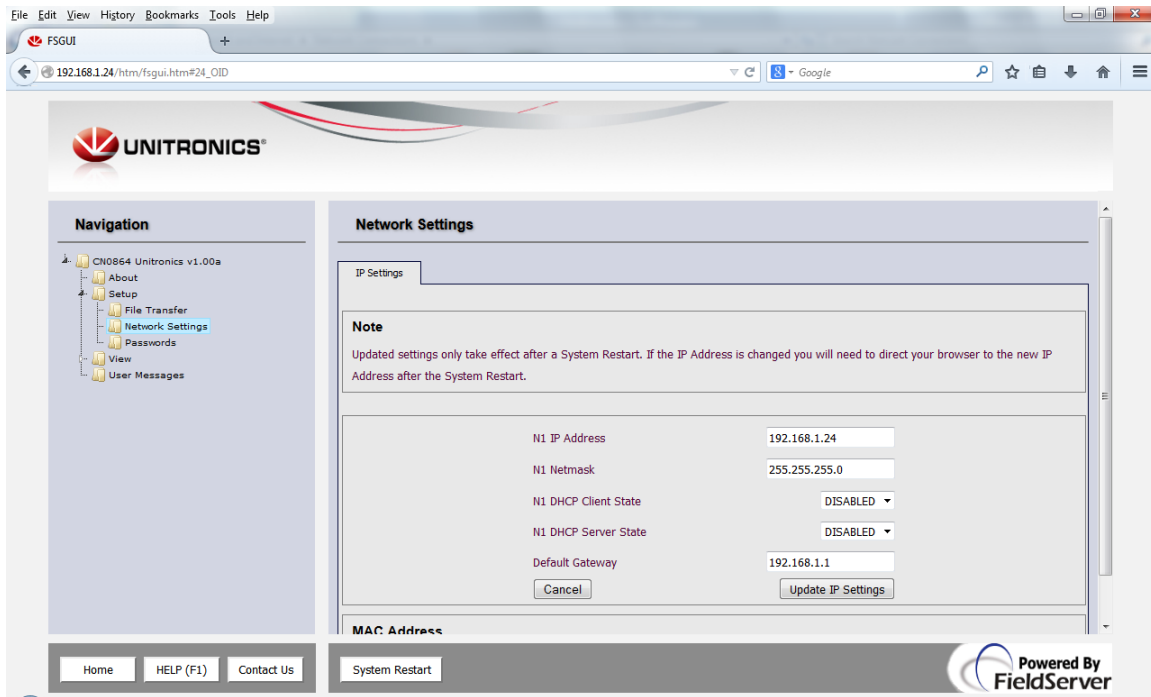 File Edit View History Bookmarks Tools Help
FSGUI +
192.168.1.24/htm/fsgui.htm#24_OID
8 Google
UNITRONICS®
Navigation
CN0864 Unitronics v1.00a
About
Setup
File Transfer
Network Settings
Passwords
View
User Messages
Network Settings
IP Settings
Note
Updated settings only take effect after a System Restart. If the IP Address is changed you will need to direct your browser to the new IP
Address after the System Restart.
N1 IP Address 192.168.1.24
N1 Netmask 255.255.255.0
N1 DHCP Client State DISABLED
N1 DHCP Server State DISABLED
Default Gateway 192.168.1.1
Cancel Update IP Settings
MAC Address
Home HELP (F1) Contact Us System Restart
Powered By
FieldServer